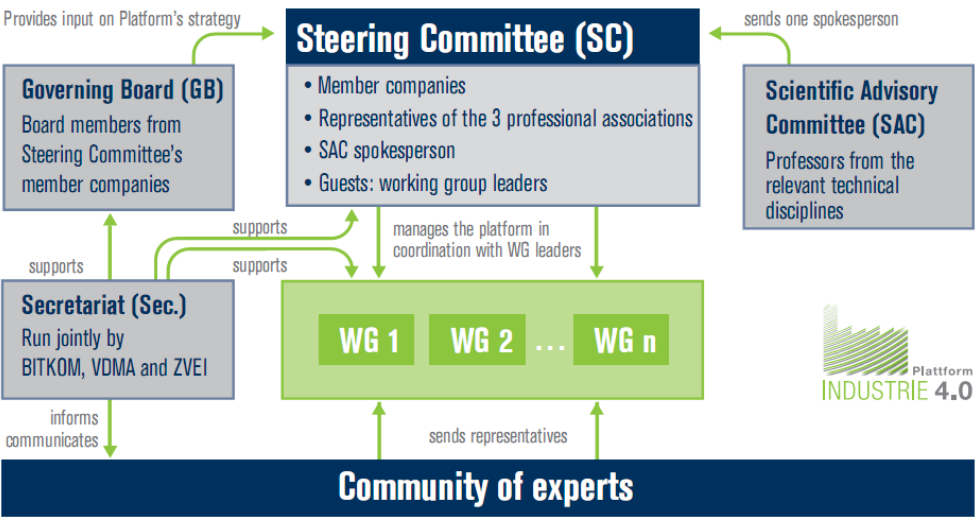 Provides input on Platform's strategy
Steering Committee (SC)
sends one spokesperson
Governing Board (GB)
Board members from
Steering Committee's
member companies
• Member companies
• Representatives of the 3 professional associations
• SAC spokesperson
• Guests: working group leaders
Scientific Advisory
Committee (SAC)
Professors from the
relevant technical
disciplines
supports
supports
supports
manages the platform in
coordination with WG leaders
Secretariat (Sec.)
Run jointly by
BITKOM, VDMA and ZVEI
WG 1 WG 2 ... WG n
Plattform
INDUSTRIE 4.0
informs
communicates
sends representatives
Community of experts